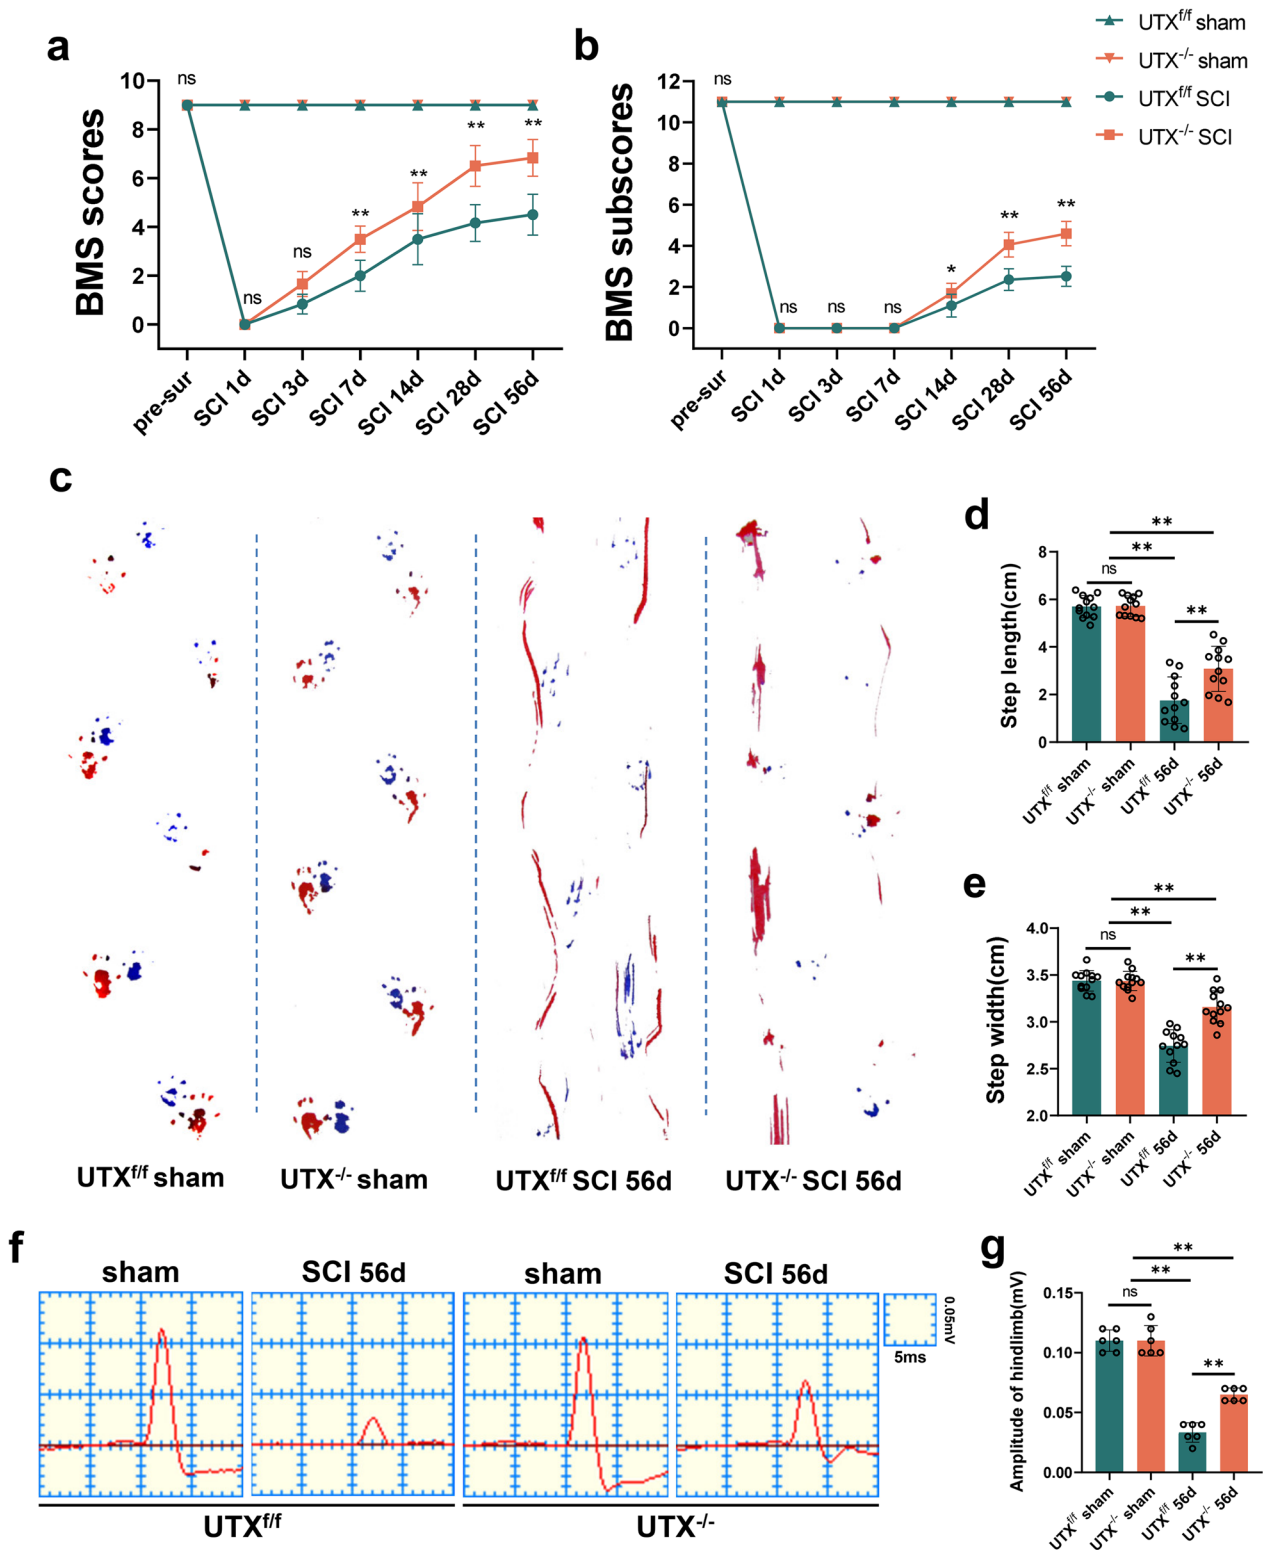 UTXf/f sham
UTX-/- sham
UTXf/f SCI
UTX-/- SCI
a
BMS scores
10
8
6
4
2
0
ns
ns
ns
**
**
**
**
pre-sur
SCI 1d
SCI 3d
SCI 7d
SCI 14d
SCI 28d
SCI 56d
b
BMS subscores
12
10
8
6
4
2
0
ns
ns
ns
ns
*
**
**
pre-sur
SCI 1d
SCI 3d
SCI 7d
SCI 14d
SCI 28d
SCI 56d
c
UTXf/f sham
UTX-/- sham
UTXf/f SCI 56d
UTX-/- SCI 56d
d
Step length(cm)
8
6
4
2
0
**
**
ns
**
UTXf/f sham
UTX-/- sham
UTXf/f 56d
UTX-/- 56d
e
Step width(cm)
4.0
3.5
3.0
2.5
2.0
**
**
ns
**
UTXf/f sham
UTX-/- sham
UTXf/f 56d
UTX-/- 56d
f
sham
SCI 56d
sham
SCI 56d
0.05mV
5ms
UTXf/f
UTX-/-
g
Amplitude of hindlimb(mV)
0.15
0.10
0.05
0.00
**
**
ns
**
UTXf/f sham
UTX-/- sham
UTXf/f 56d
UTX-/- 56d